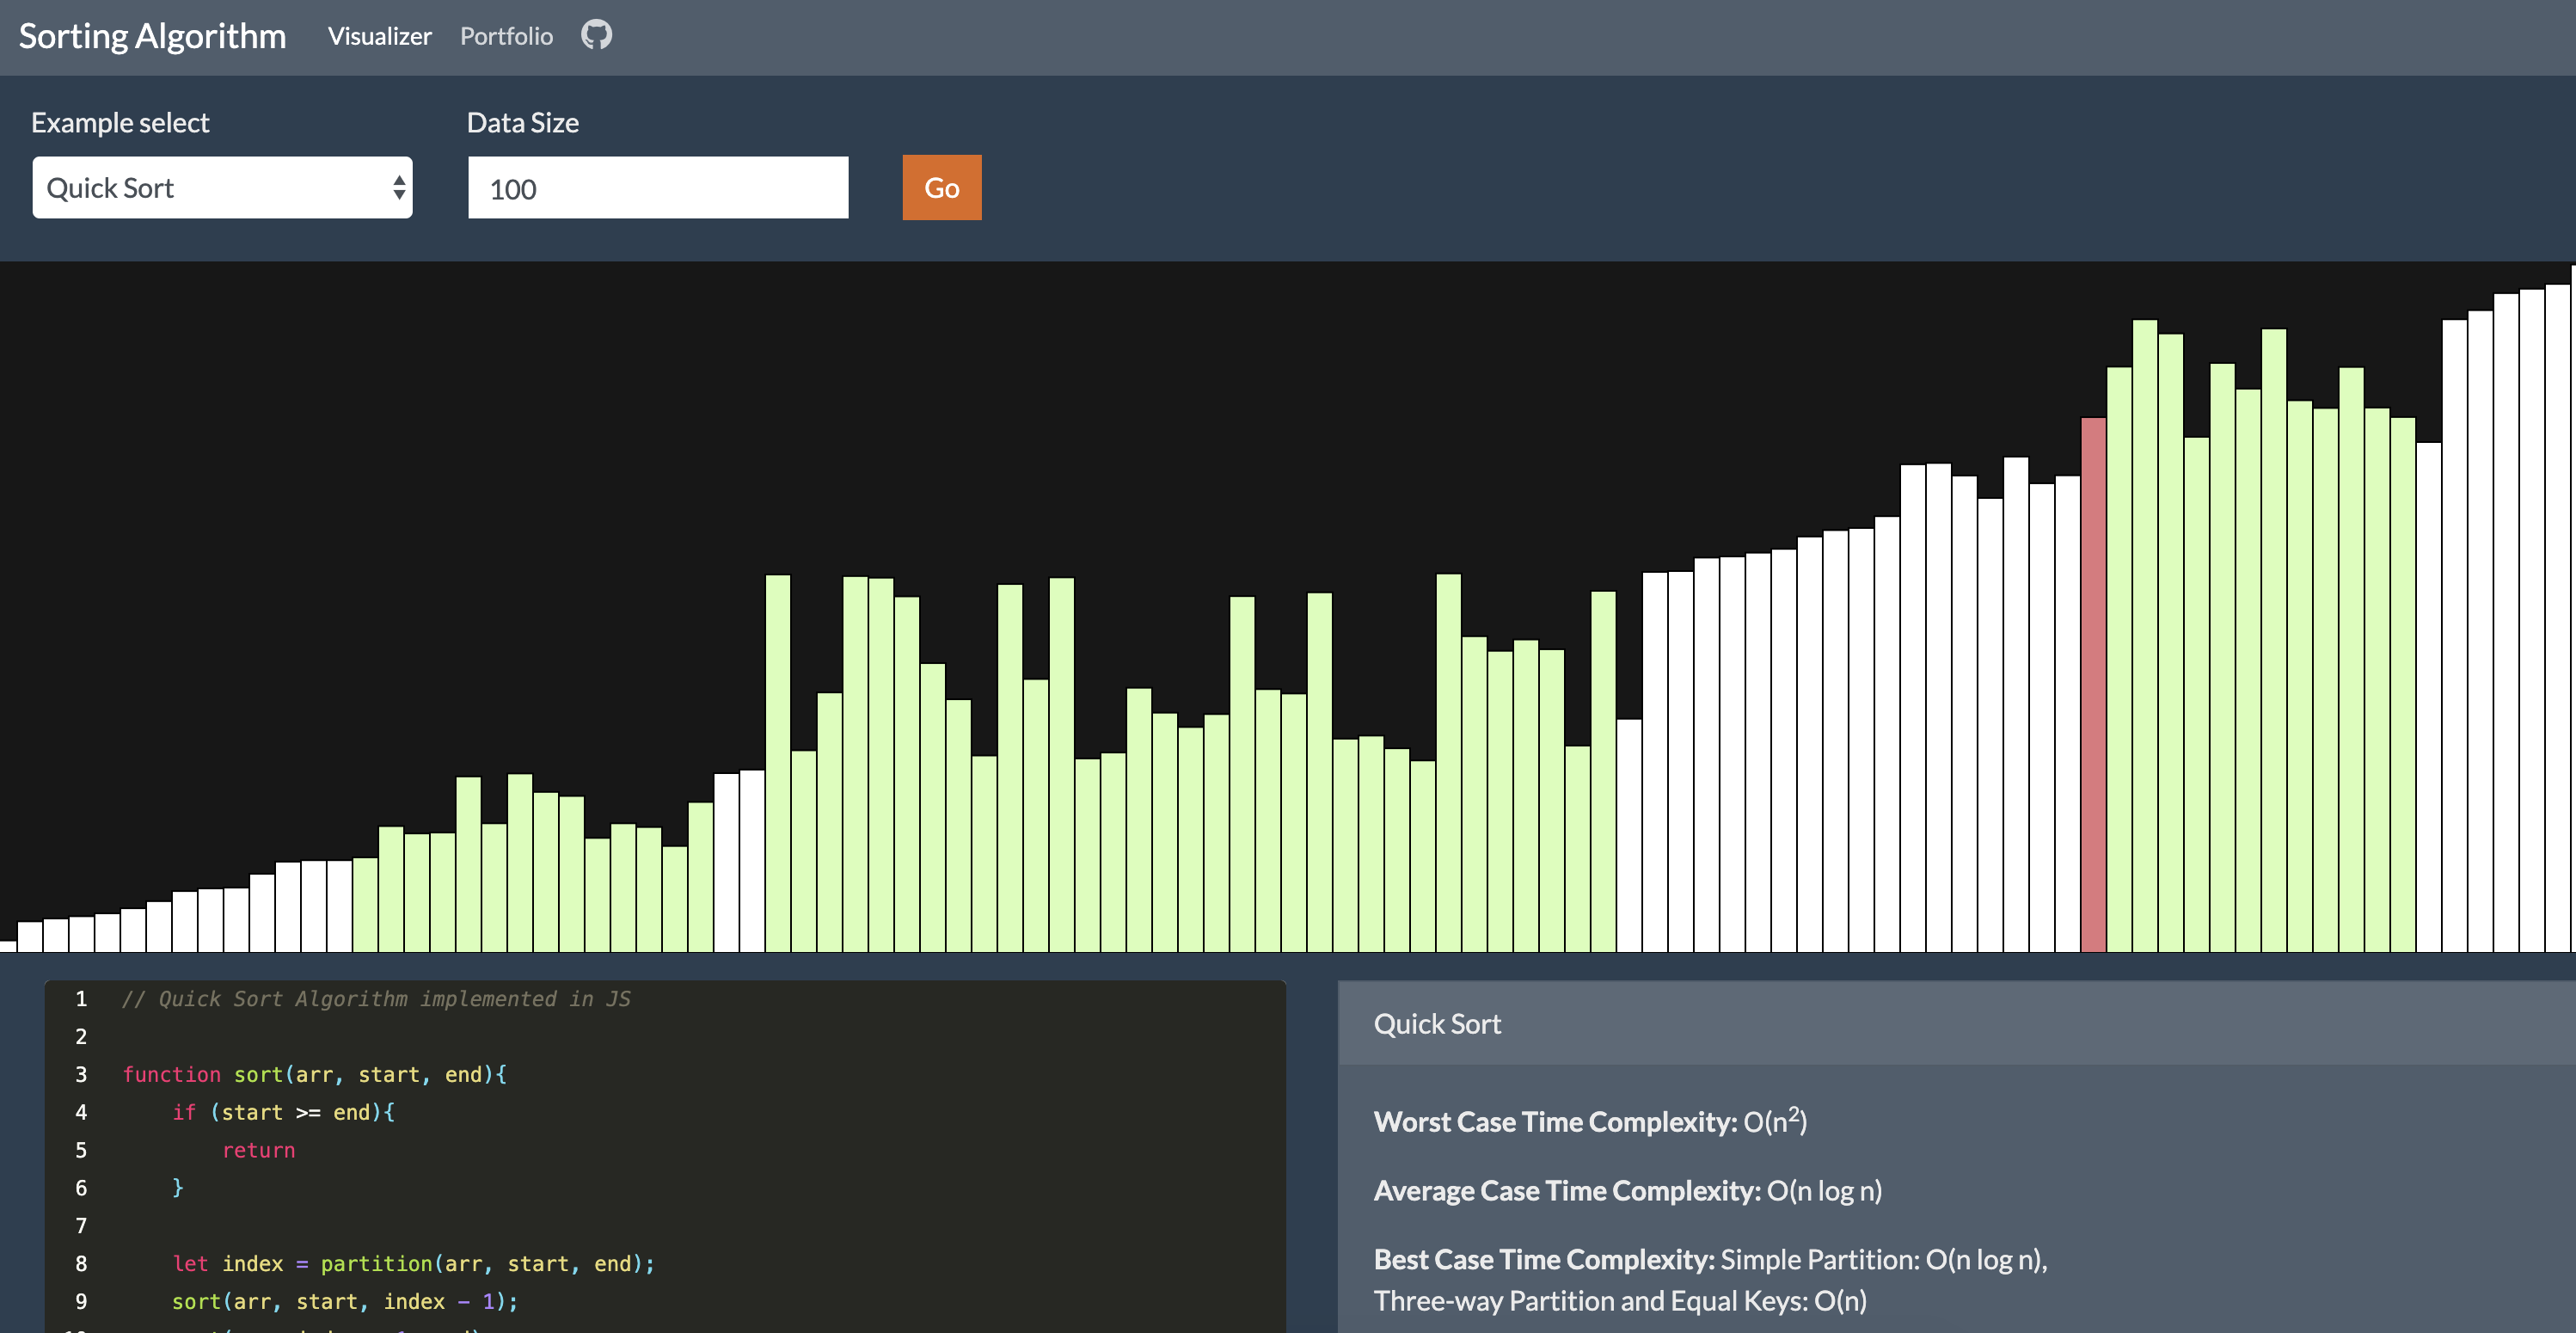 Sorting Algorithm Visualizer Portfolio
Example select Data Size
Quick Sort 100 Go
1 // Quick Sort Algorithm implemented in JS
2
3 function sort(arr, start, end){
4 if (start >= end){
5 return
6 }
7
8 let index = partition(arr, start, end);
9 sort(arr, start, index - 1);
Quick Sort
Worst Case Time Complexity: O(n²)
Average Case Time Complexity: O(n log n)
Best Case Time Complexity: Simple Partition: O(n log n),
Three-way Partition and Equal Keys: O(n)